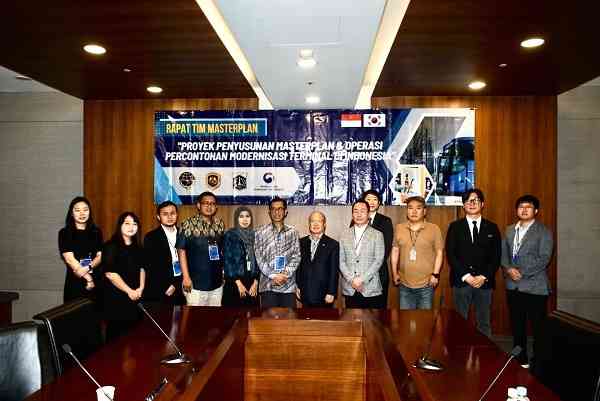 RAPAT TIM MASTERPLAN
"PROYEK PENYUSUNAN MASTERPLAN & OPERASI
PERCONTOHAN MODERNISASI TERMINAL DI INDONESIA"